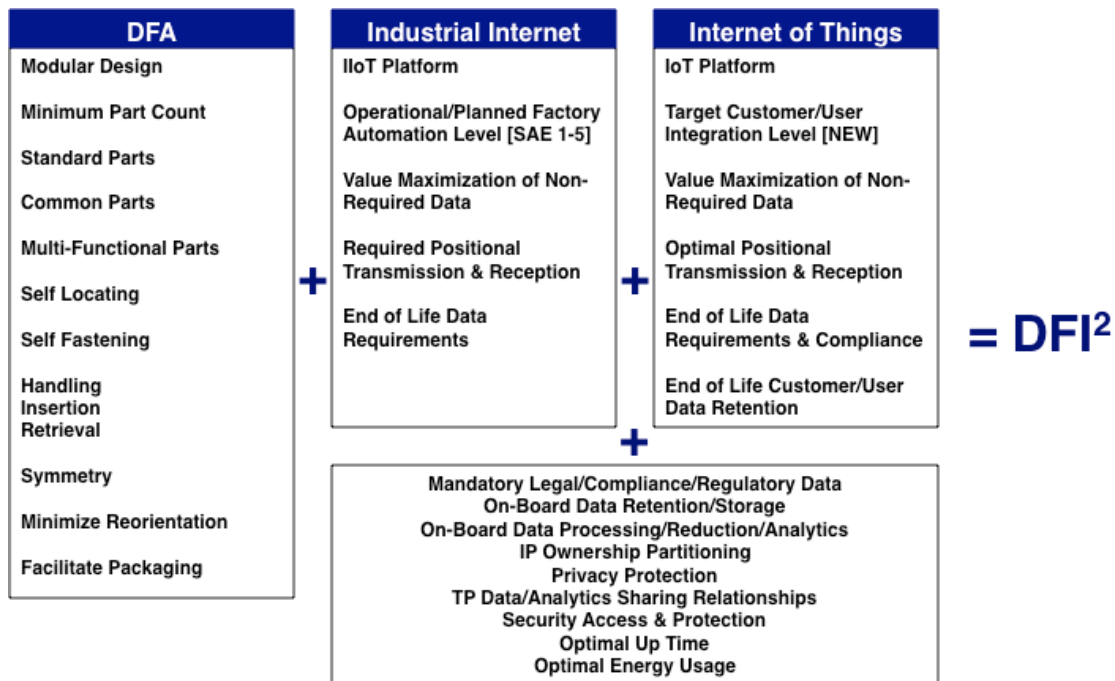 DFA
Modular Design
Minimum Part Count
Standard Parts
Common Parts
Multi-Functional Parts
Self Locating
Self Fastening
Handling
Insertion
Retrieval
Symmetry
Minimize Reorientation
Facilitate Packaging
+
Industrial Internet
IIoT Platform
Operational/Planned Factory
Automation Level [SAE 1-5]
Value Maximization of Non-
Required Data
Required Positional
Transmission & Reception
End of Life Data
Requirements
+
Internet of Things
IoT Platform
Target Customer/User
Integration Level [NEW]
Value Maximization of Non-
Required Data
Optimal Positional
Transmission & Reception
End of Life Data
Requirements & Compliance
End of Life Customer/User
Data Retention
+
Mandatory Legal/Compliance/Regulatory Data
On-Board Data Retention/Storage
On-Board Data Processing/Reduction/Analytics
IP Ownership Partitioning
Privacy Protection
TP Data/Analytics Sharing Relationships
Security Access & Protection
Optimal Up Time
Optimal Energy Usage
= DFI²